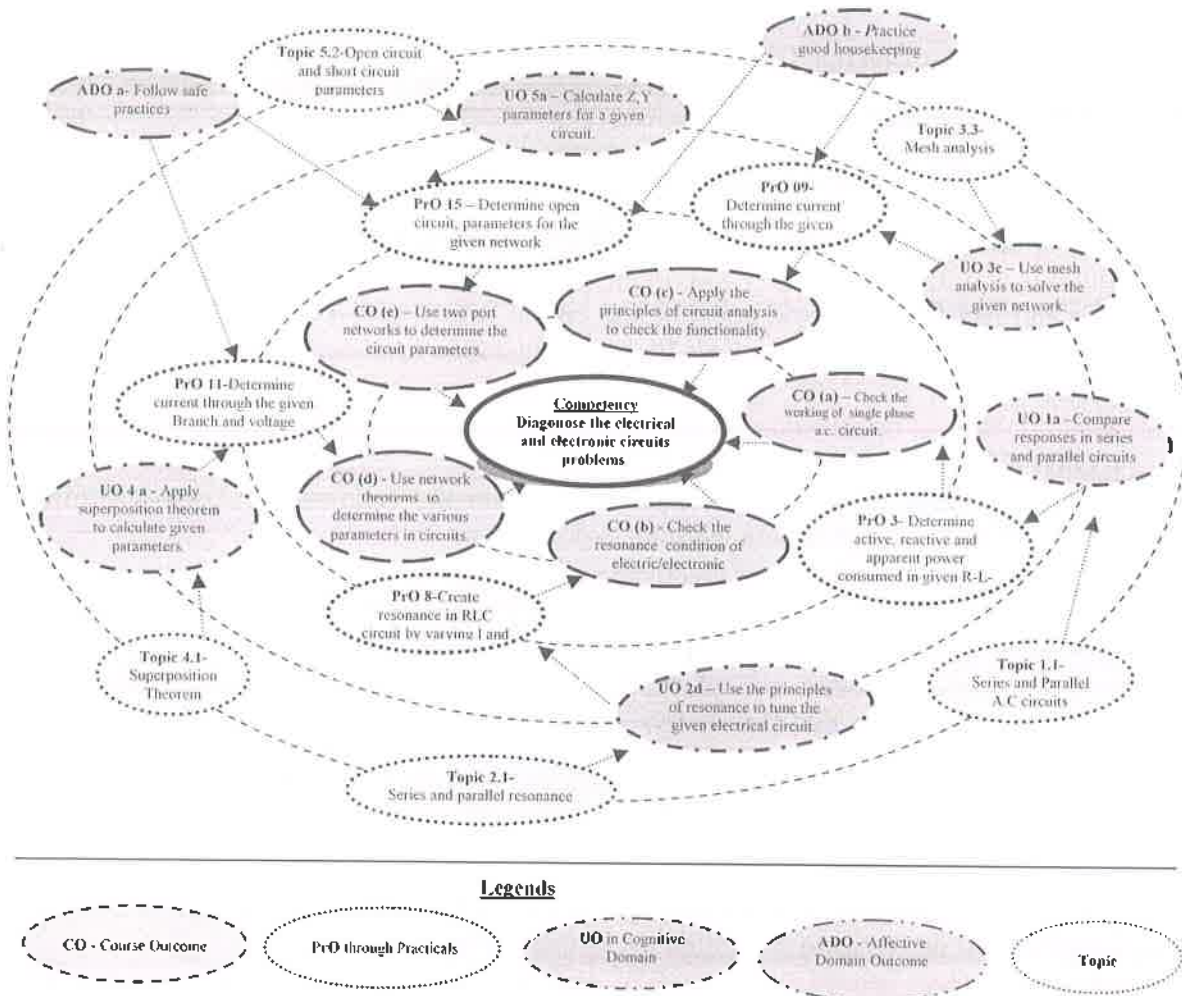 ADO b - Practice
good housekeeping
Topic 5.2-Open circuit
and short circuit
parameters
ADO a- Follow safe
practices
UO 5a – Calculate Z,Y
parameters for a given
circuit.
Topic 3.3-
Mesh analysis
PrO 15 – Determine open
circuit, parameters for the
given network
PrO 09-
Determine current
through the given
UO 3c – Use mesh
analysis to solve the
given network.
CO (e) – Use two port
networks to determine the
circuit parameters.
CO (c) - Apply the
principles of circuit analysis
to check the functionality
PrO 11-Determine
current through the given
Branch and voltage
Competency
Diagonose the electrical
and electronic circuits
problems
CO (a) – Check the
working of single phase
a.c. circuit.
UO 1a – Compare
responses in series
and parallel circuits
UO 4 a - Apply
superposition theorem
to calculate given
parameters.
CO (d) - Use network
theorems to
determine the various
parameters in circuits.
CO (b) - Check the
resonance condition of
electric/electronic
PrO 3- Determine
active, reactive and
apparent power
consumed in given R-L-
PrO 8-Create
resonance in RLC
circuit by varying l and
Topic 4.1-
Superposition
Theorem
UO 2d – Use the principles
of resonance to tune the
given electrical circuit.
Topic 1.1-
Series and Parallel
A.C circuits
Topic 2.1-
Series and parallel resonance
Legends
CO - Course Outcome
PrO through Practicals
UO in Cognitive
Domain
ADO - Affective
Domain Outcome
Topic